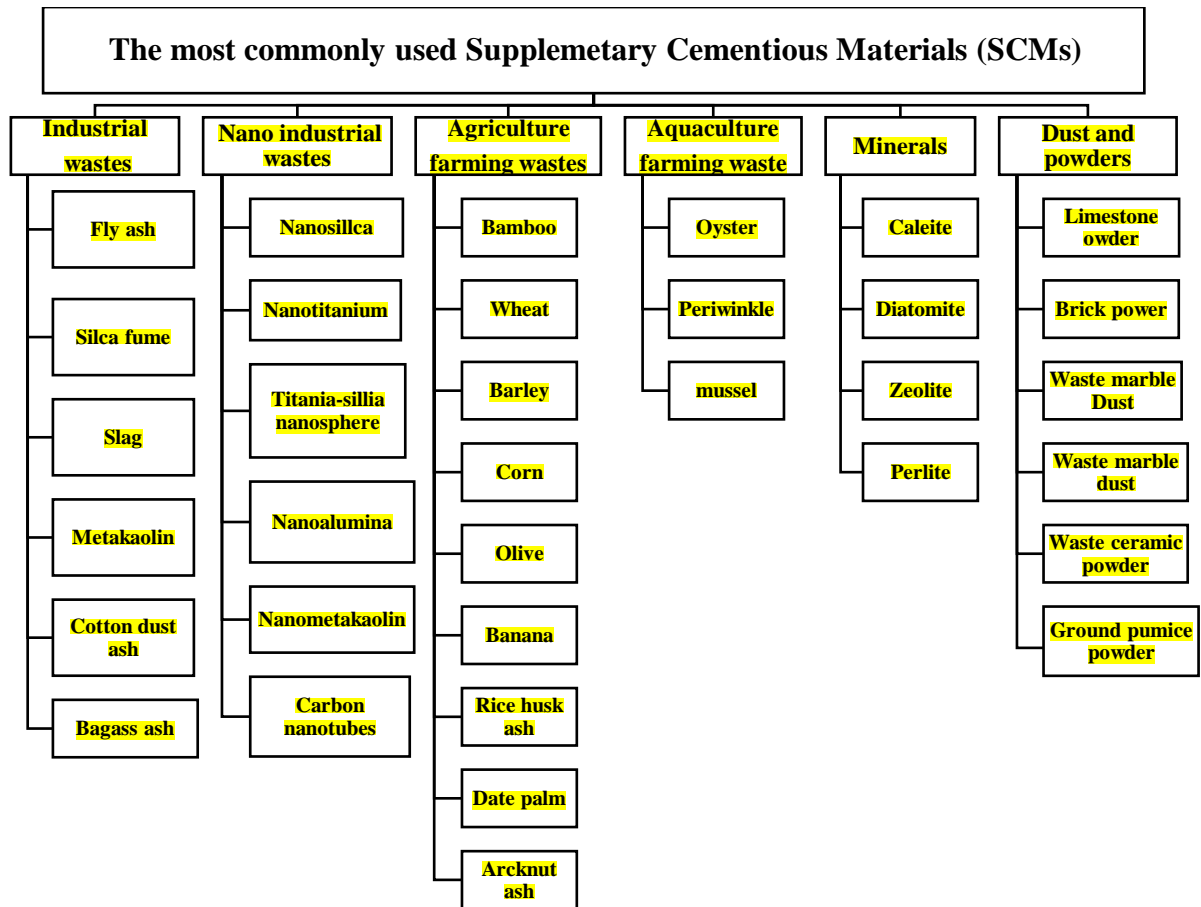 The most commonly used Supplemetary Cementious Materials (SCMs)
Industrial
wastes
Fly ash
Silca fume
Slag
Metakaolin
Cotton dust
ash
Bagass ash
Nano industrial
wastes
Nanosillca
Nanotitanium
Titania-sillia
nanosphere
Nanoalumina
Nanometakaolin
Carbon
nanotubes
Agriculture
farming wastes
Bamboo
Wheat
Barley
Corn
Olive
Banana
Rice husk
ash
Date palm
Arcknut
ash
Aquaculture
farming waste
Oyster
Periwinkle
mussel
Minerals
Caleite
Diatomite
Zeolite
Perlite
Dust and
powders
Limestone
owder
Brick power
Waste marble
Dust
Waste marble
dust
Waste ceramic
powder
Ground pumice
powder